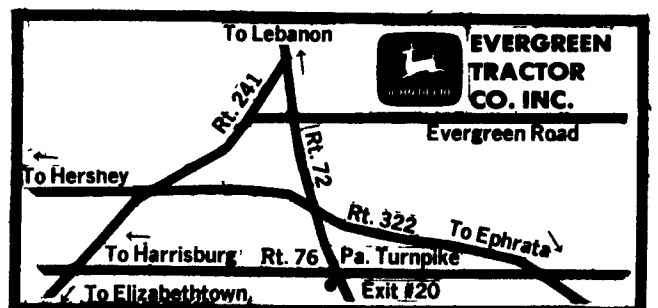 To Lebanon
EVERGREEN
TRACTOR
CO. INC.
Rt. 241
Evergreen Road
Rt. 72
To Hershey
Rt. 322
To Ephrata
To Harrisburg Rt. 76 Pa. Turnpike
Exit #20
To Elizabethtown